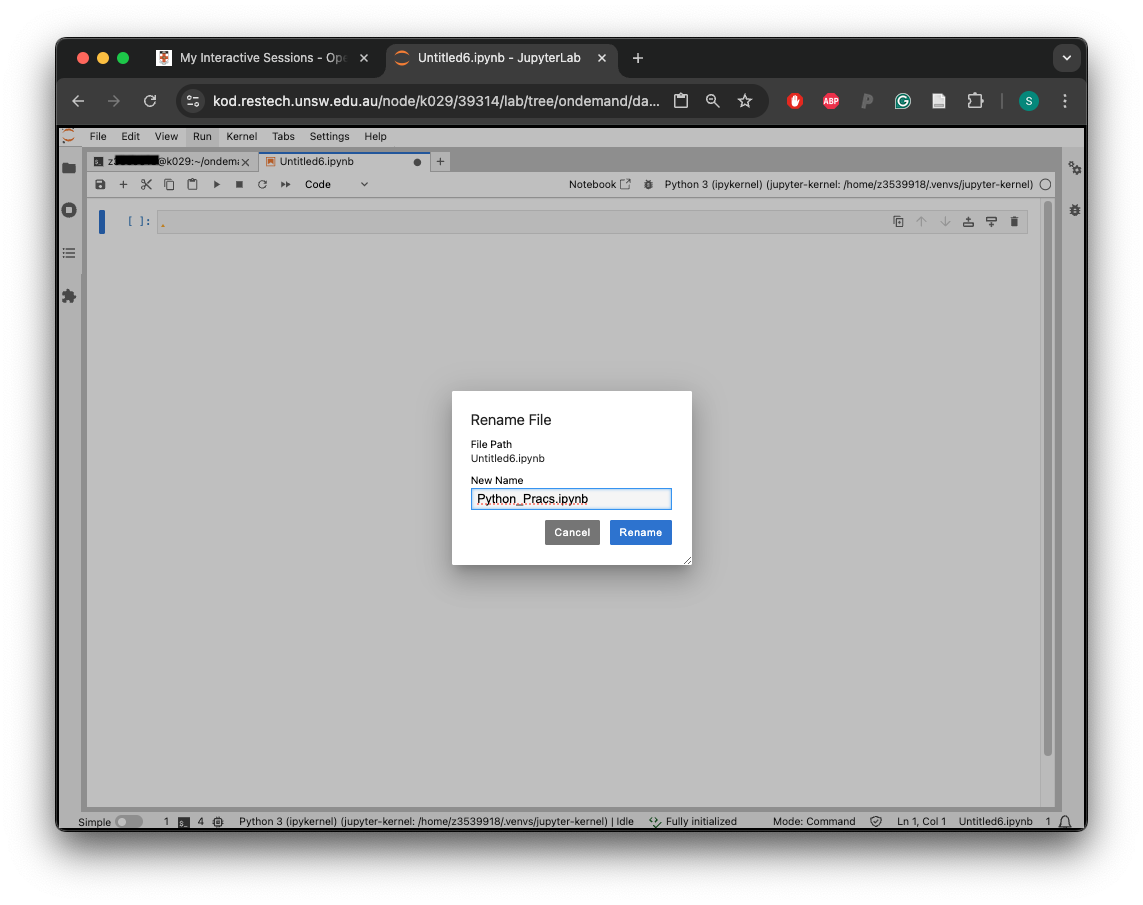 My Interactive Sessions - Ope
Untitled6.ipynb - JupyterLab
kod.restech.unsw.edu.au/node/k029/39314/lab/tree/ondemand/da...
ABP
S
File Edit View Run Kernel Tabs Settings Help
@k029:~/ondema
Untitled6.ipynb
Code
Notebook
Python 3 (ipykernel) (jupyter-kernel: /home/z3539918/.venvs/jupyter-kernel)
[ ]:
Rename File
File Path
Untitled6.ipynb
New Name
Python_Pracs.ipynb
Cancel Rename
Simple 1 4 Python 3 (ipykernel) (jupyter-kernel: /home/z3539918/.venvs/jupyter-kernel) | Idle Fully initialized Mode: Command Ln 1, Col 1 Untitled6.ipynb 1